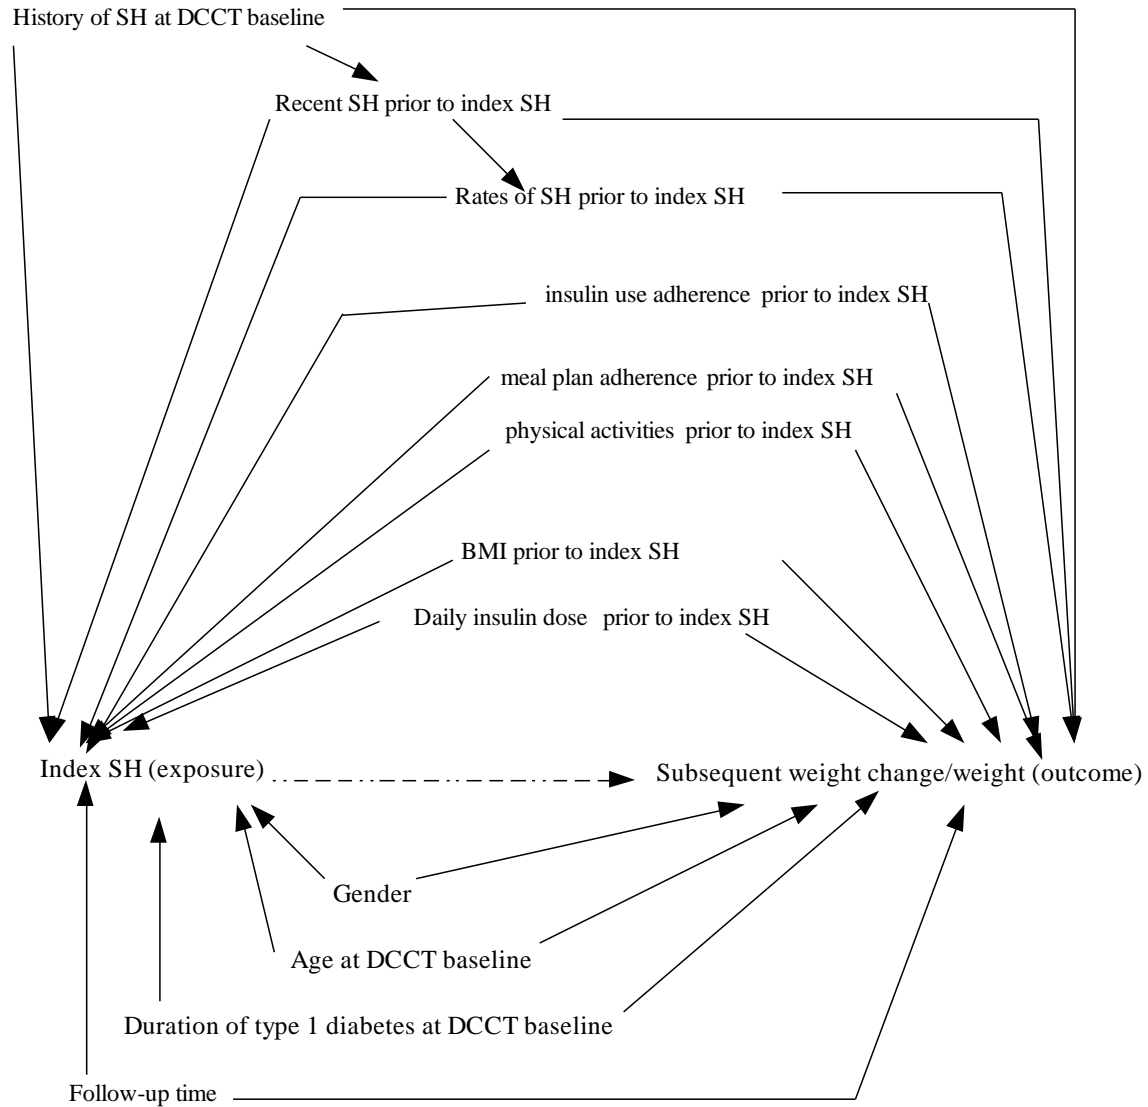 History of SH at DCCT baseline
Recent SH prior to index SH
Rates of SH prior to index SH
insulin use adherence prior to index SH
meal plan adherence prior to index SH
physical activities prior to index SH
BMI prior to index SH
Daily insulin dose prior to index SH
Index SH (exposure)
Subsequent weight change/weight (outcome)
Gender
Age at DCCT baseline
Duration of type 1 diabetes at DCCT baseline
Follow-up time